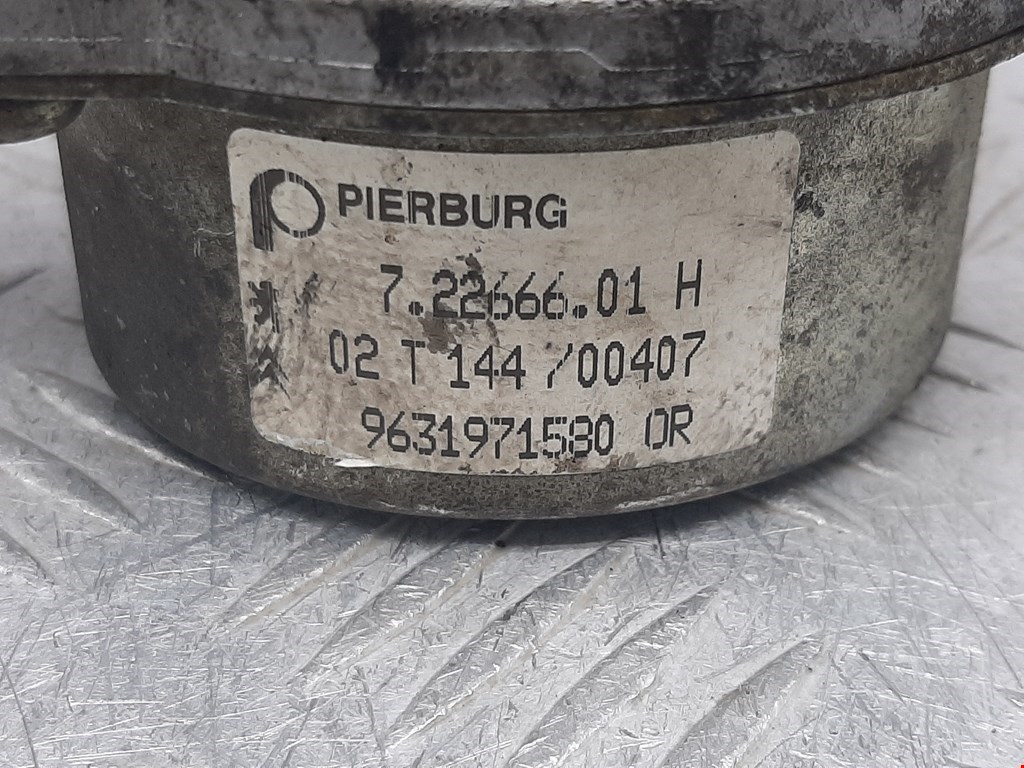 PIERBURG
7.22666.01 H
02 T 144 /00407
9631971580 OR